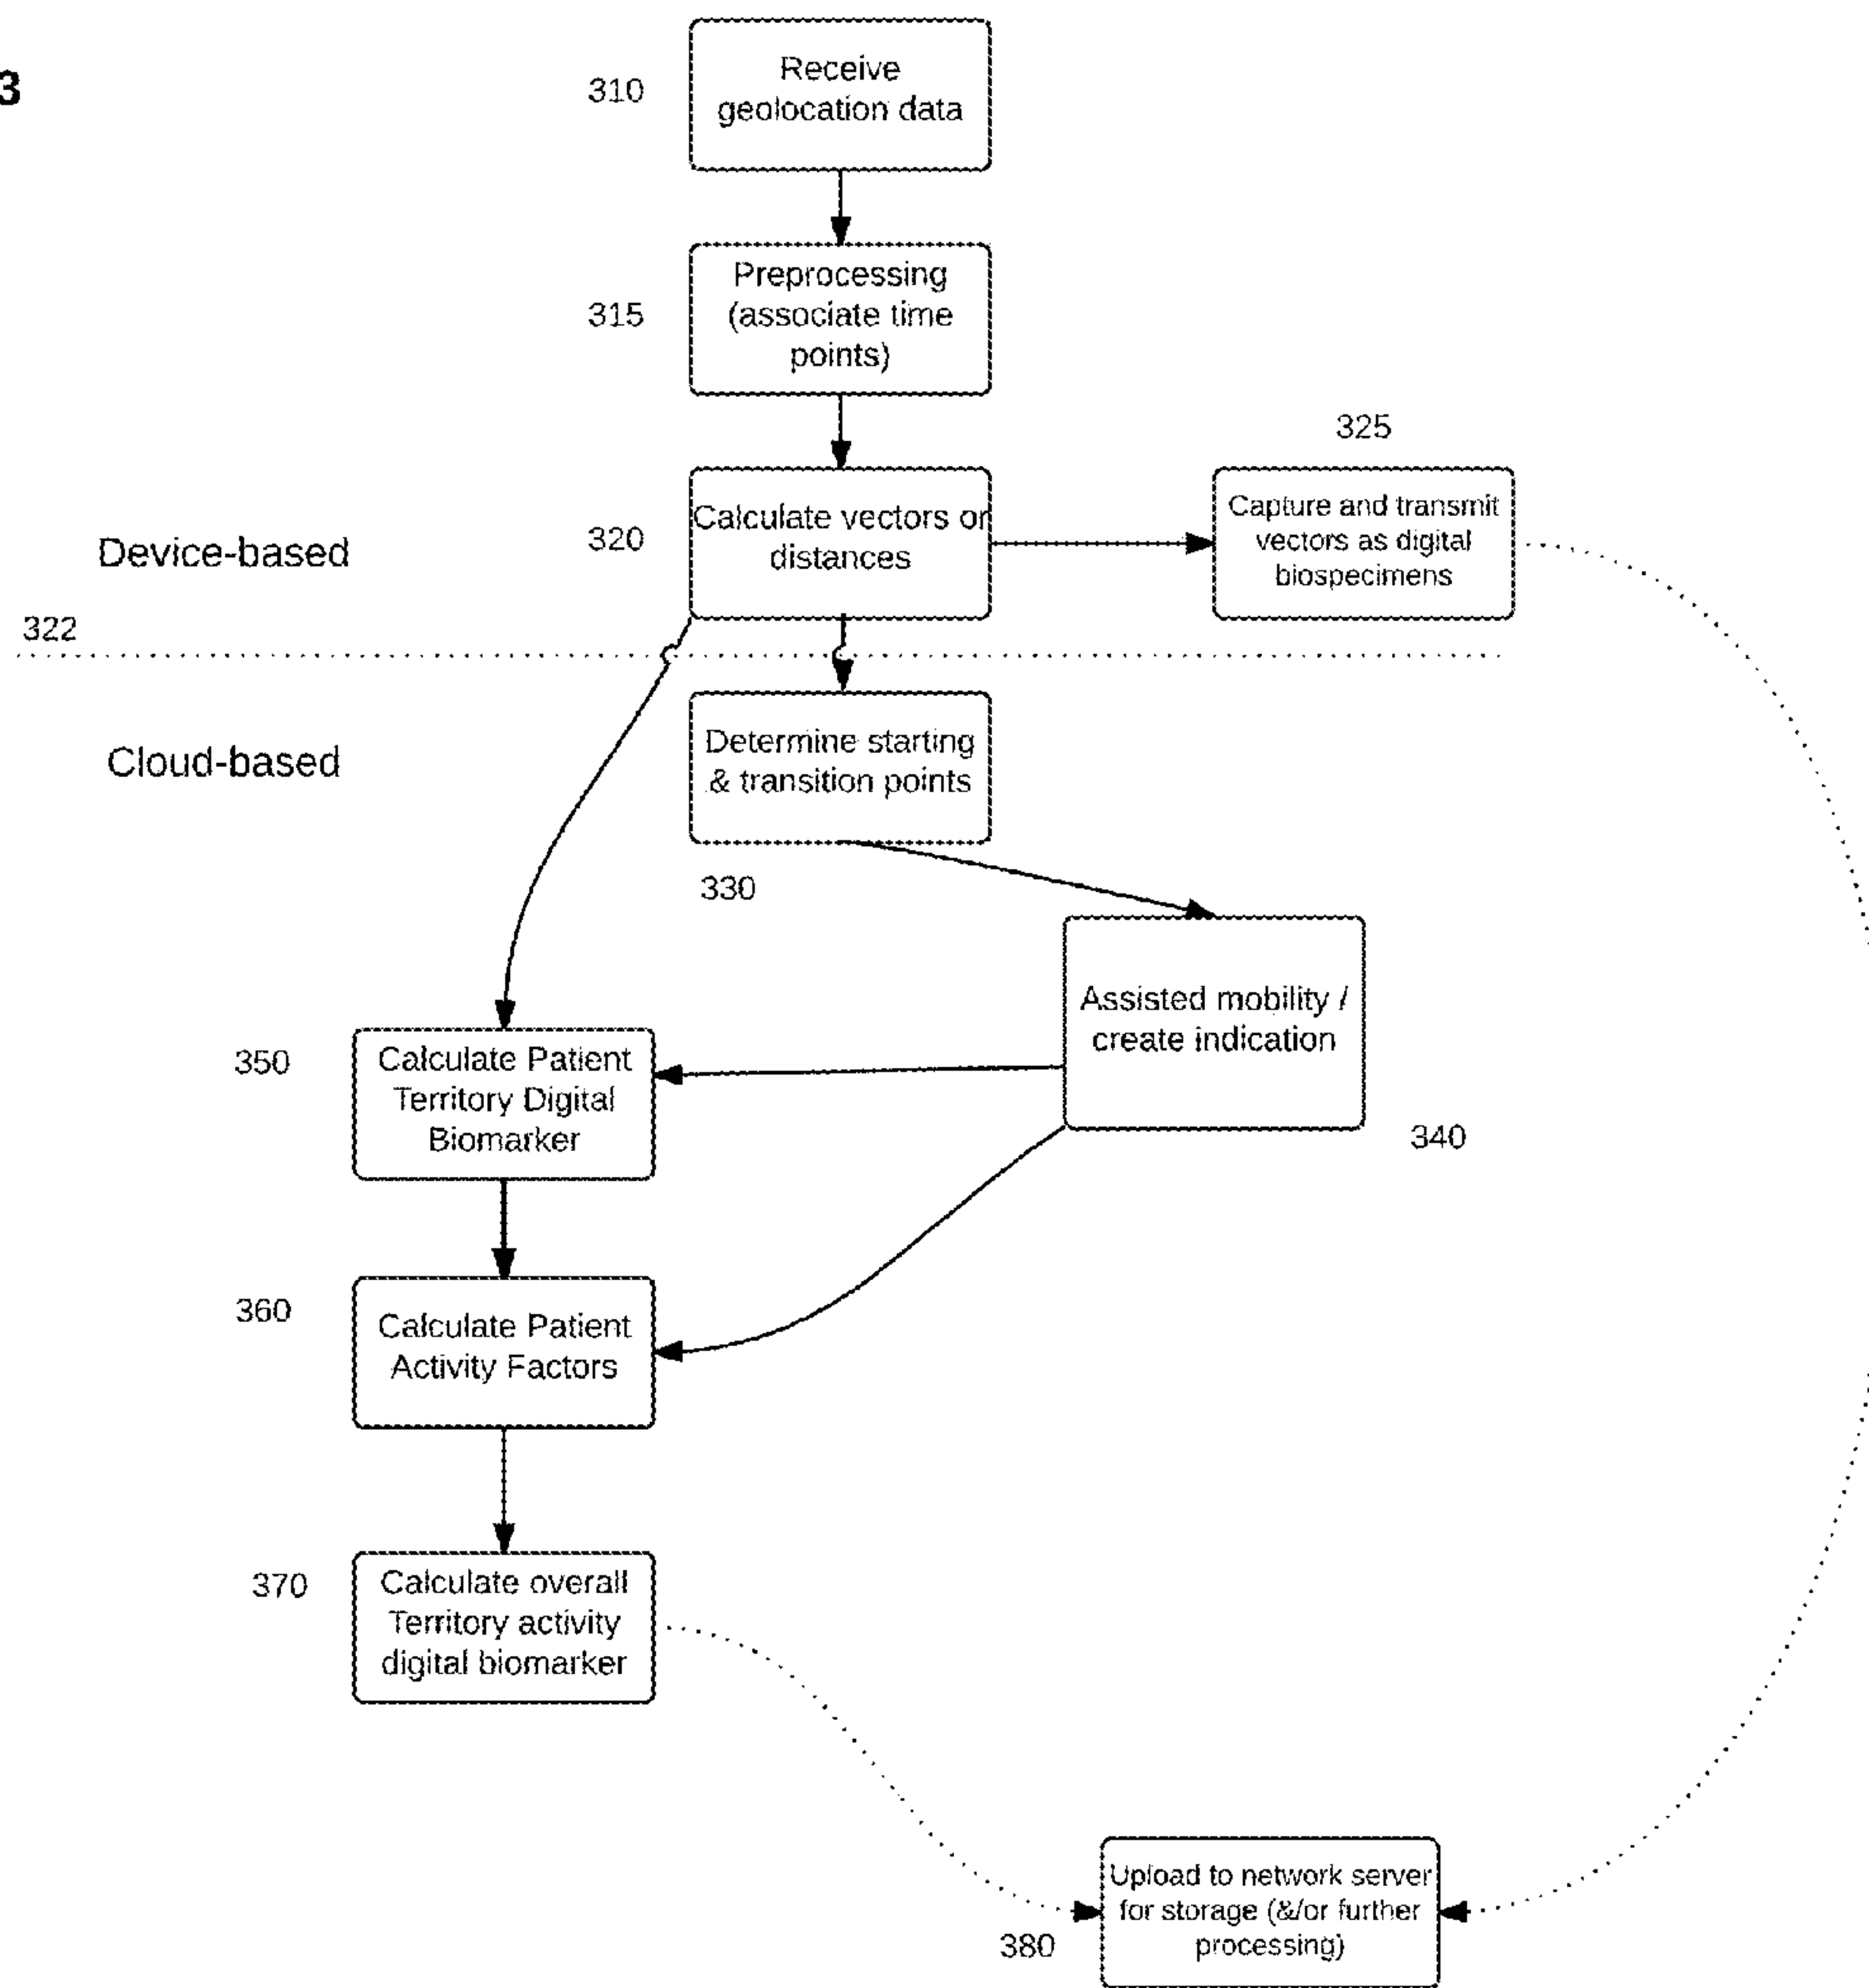 3
310
Receive
geolocation data
315
Preprocessing
(associate time
points)
325
320
Calculate vectors or
distances
Capture and transmit
vectors as digital
biospecimens
Device-based
322
Cloud-based
Determine starting
& transition points
330
Assisted mobility /
create indication
340
350
Calculate Patient
Territory Digital
Biomarker
360
Calculate Patient
Activity Factors
370
Calculate overall
Territory activity
digital biomarker
380
Upload to network server
for storage (&/or further
processing)